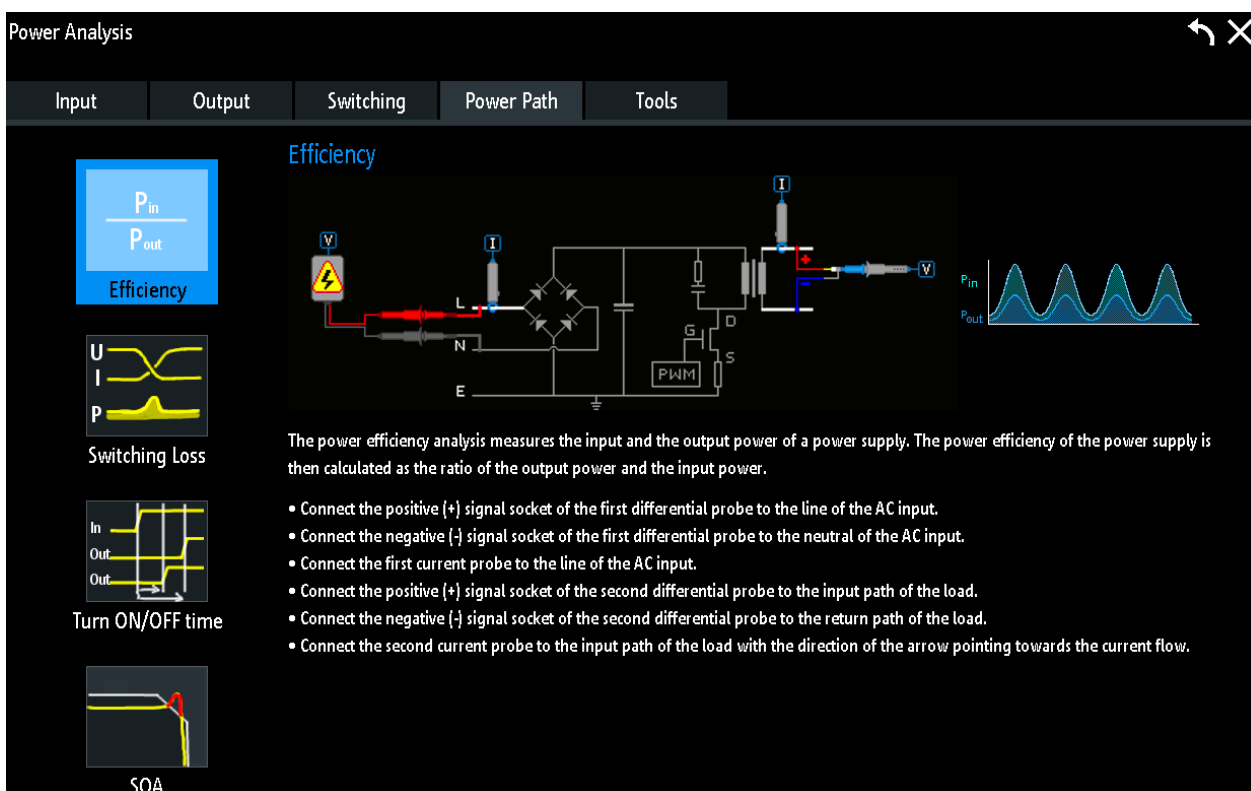 Power Analysis
Input Output Switching Power Path Tools
Pin
Pout
Efficiency
U
I
P
Switching Loss
In
Out
Out
Turn ON/OFF time
SOA
Efficiency
V
I
I
V
+
-
L
N
E
G
D
S
PWM
Pin
Pout
The power efficiency analysis measures the input and the output power of a power supply. The power efficiency of the power supply is
then calculated as the ratio of the output power and the input power.
• Connect the positive (+) signal socket of the first differential probe to the line of the AC input.
• Connect the negative (-) signal socket of the first differential probe to the neutral of the AC input.
• Connect the first current probe to the line of the AC input.
• Connect the positive (+) signal socket of the second differential probe to the input path of the load.
• Connect the negative (-) signal socket of the second differential probe to the return path of the load.
• Connect the second current probe to the input path of the load with the direction of the arrow pointing towards the current flow.